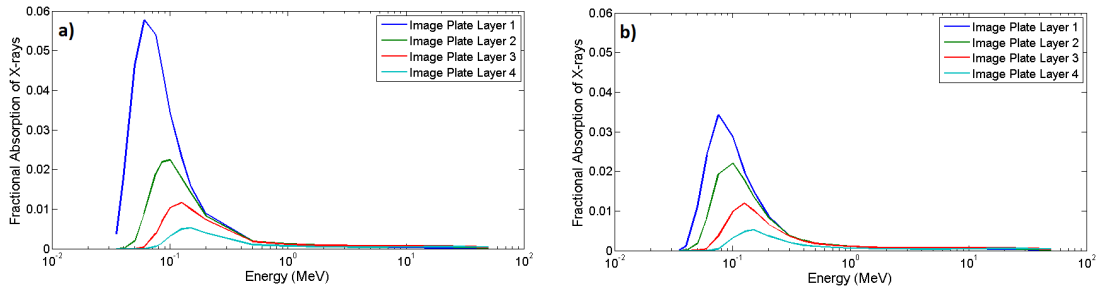 a)
Fractional Absorption of X-rays
0.06
0.05
0.04
0.03
0.02
0.01
0
10^-2
10^-1
10^0
10^1
10^2
Energy (MeV)
Image Plate Layer 1
Image Plate Layer 2
Image Plate Layer 3
Image Plate Layer 4
b)
Fractional Absorption of X-rays
0.06
0.05
0.04
0.03
0.02
0.01
0
10^-2
10^-1
10^0
10^1
10^2
Energy (MeV)
Image Plate Layer 1
Image Plate Layer 2
Image Plate Layer 3
Image Plate Layer 4